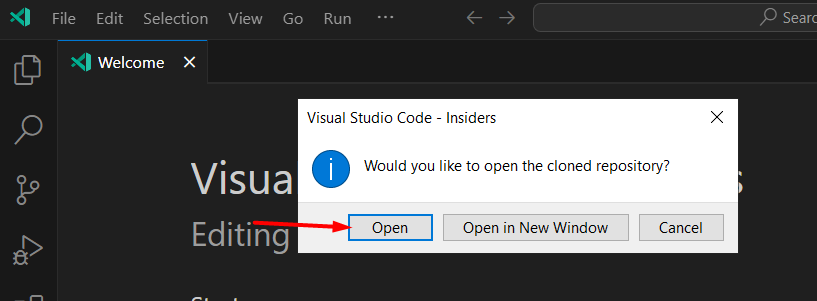 File Edit Selection View Go Run ···
Searc
Welcome
Visual Studio Code - Insiders
Would you like to open the cloned repository?
Visua
s
Editing
Open Open in New Window Cancel